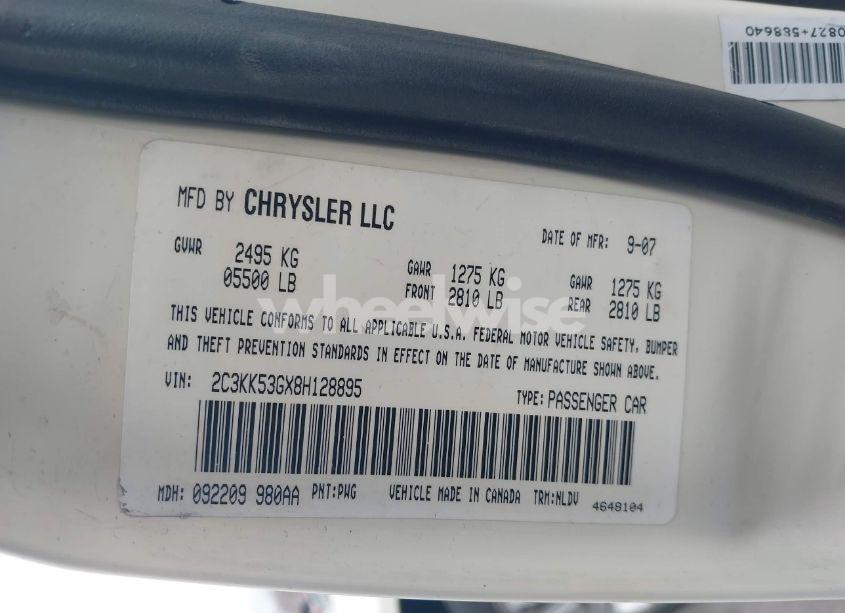 0827+588640
MFD BY CHRYSLER LLC
DATE OF MFR: 9-07
GVWR 2495 KG GAWR 1275 KG GAWR 1275 KG
05500 LB FRONT 2810 LB REAR 2810 LB
wheelwise
THIS VEHICLE CONFORMS TO ALL APPLICABLE U.S.A. FEDERAL MOTOR VEHICLE SAFETY, BUMPER
AND THEFT PREVENTION STANDARDS IN EFFECT ON THE DATE OF MANUFACTURE SHOWN ABOVE.
VIN: 2C3KK53GX8H128895 TYPE: PASSENGER CAR
MDH: 092209 980AA PNT: PWG VEHICLE MADE IN CANADA TRM: NLDV
4648104